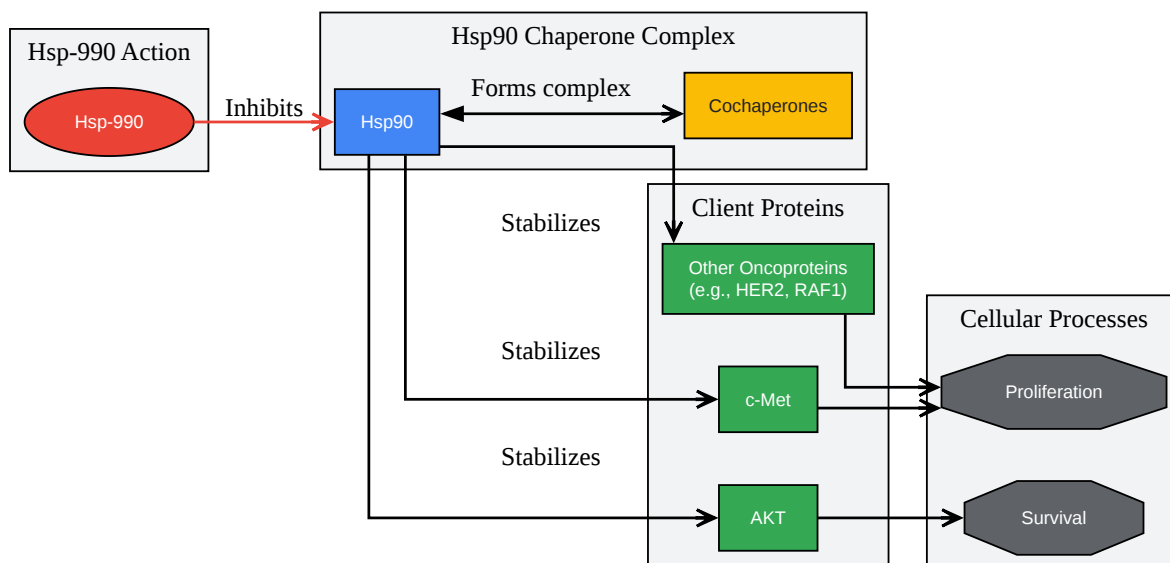 Hsp-990 Action
Hsp90 Chaperone Complex
Hsp-990
Inhibits
Hsp90
Forms complex
Cochaperones
Stabilizes
Client Proteins
Other Oncoproteins
(e.g., HER2, RAF1)
Stabilizes
c-Met
Stabilizes
AKT
Cellular Processes
Proliferation
Survival